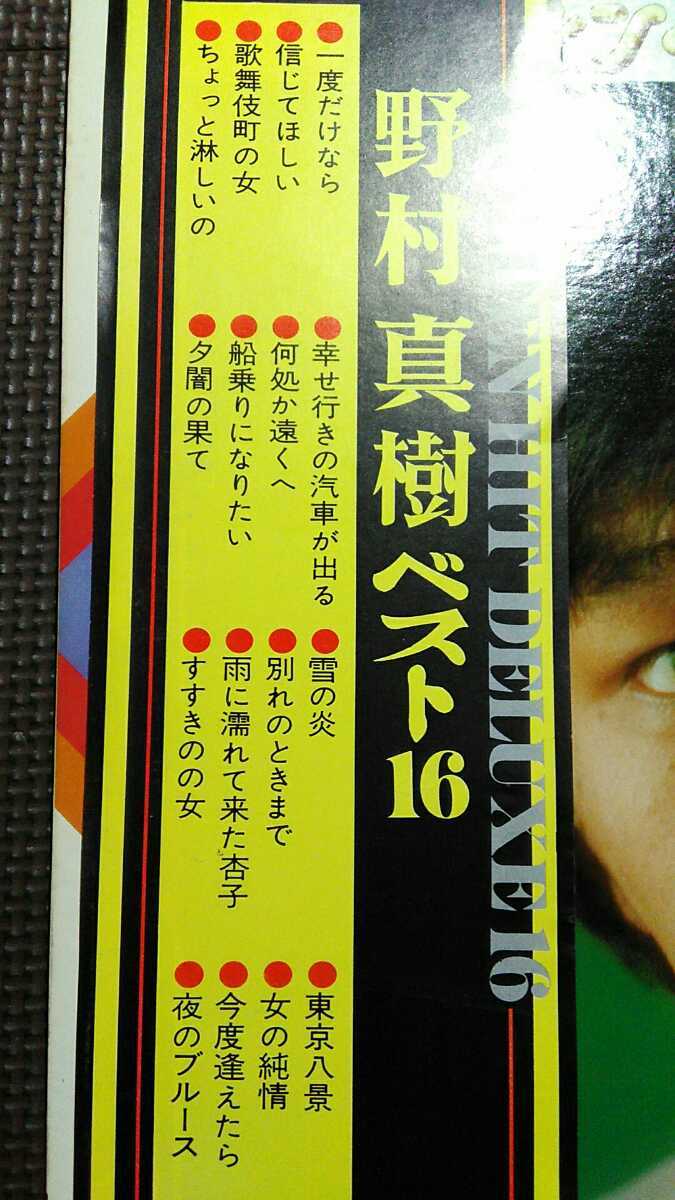 野村真樹ベスト16
N HIT DELUXE 16
一度だけなら
信じてほしい
歌舞伎町の女
ちょっと淋しいの
幸せ行きの汽車が出る
何処か遠くへ
船乗りになりたい
夕闇の果て
雪の炎
別れのときまで
雨に濡れて来た杏子
すすきのの女
東京八景
女の純情
今度逢えたら
夜のブルース